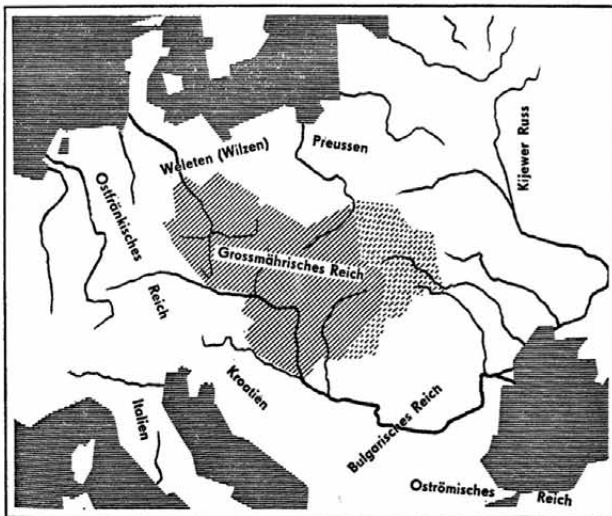 Weleten (Wilzen)
Preussen
Kijewer Russ
Ostfränkisches
Reich
Grossmährisches Reich
Kroatien
Italien
Bulgarisches Reich
Oströmisches Reich